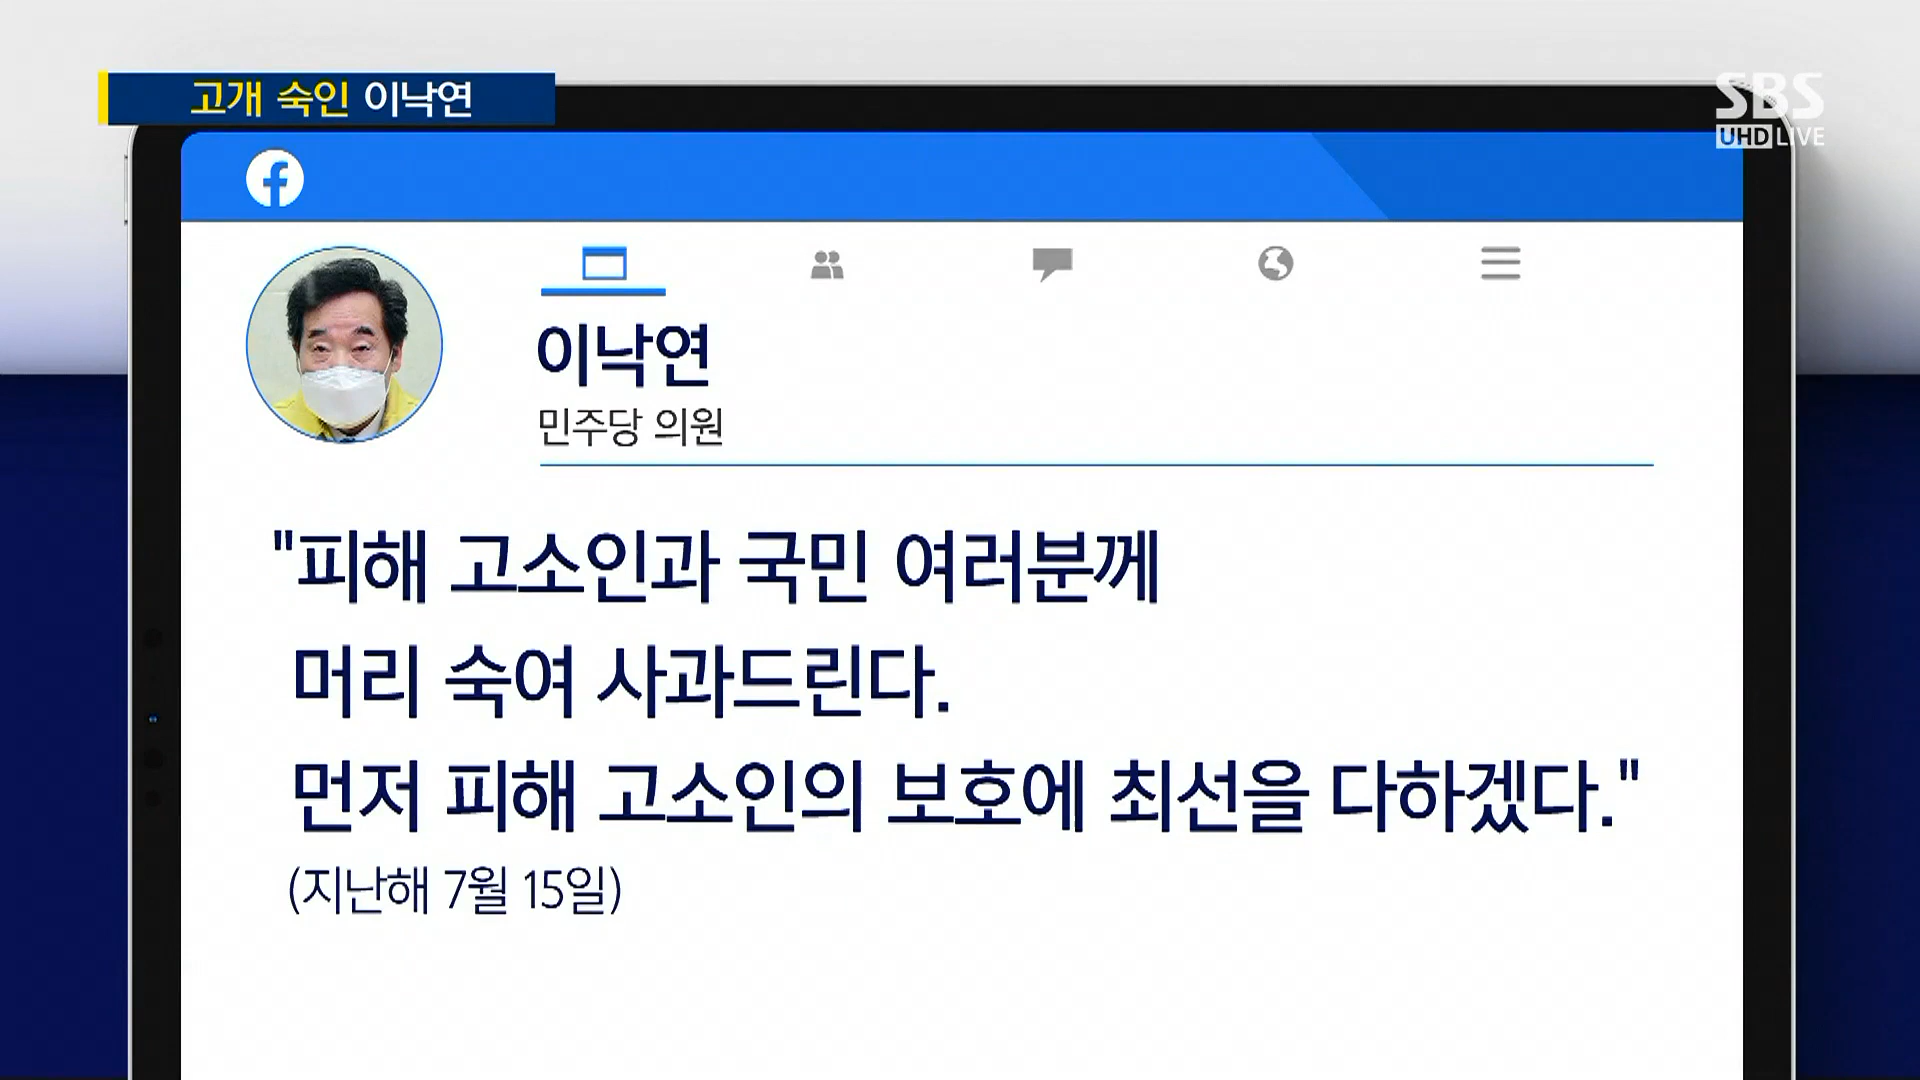 고개 숙인 이낙연
SBS
UHD LIVE
이낙연
민주당 의원
"피해 고소인과 국민 여러분께
머리 숙여 사과드린다.
먼저 피해 고소인의 보호에 최선을 다하겠다."
(지난해 7월 15일)